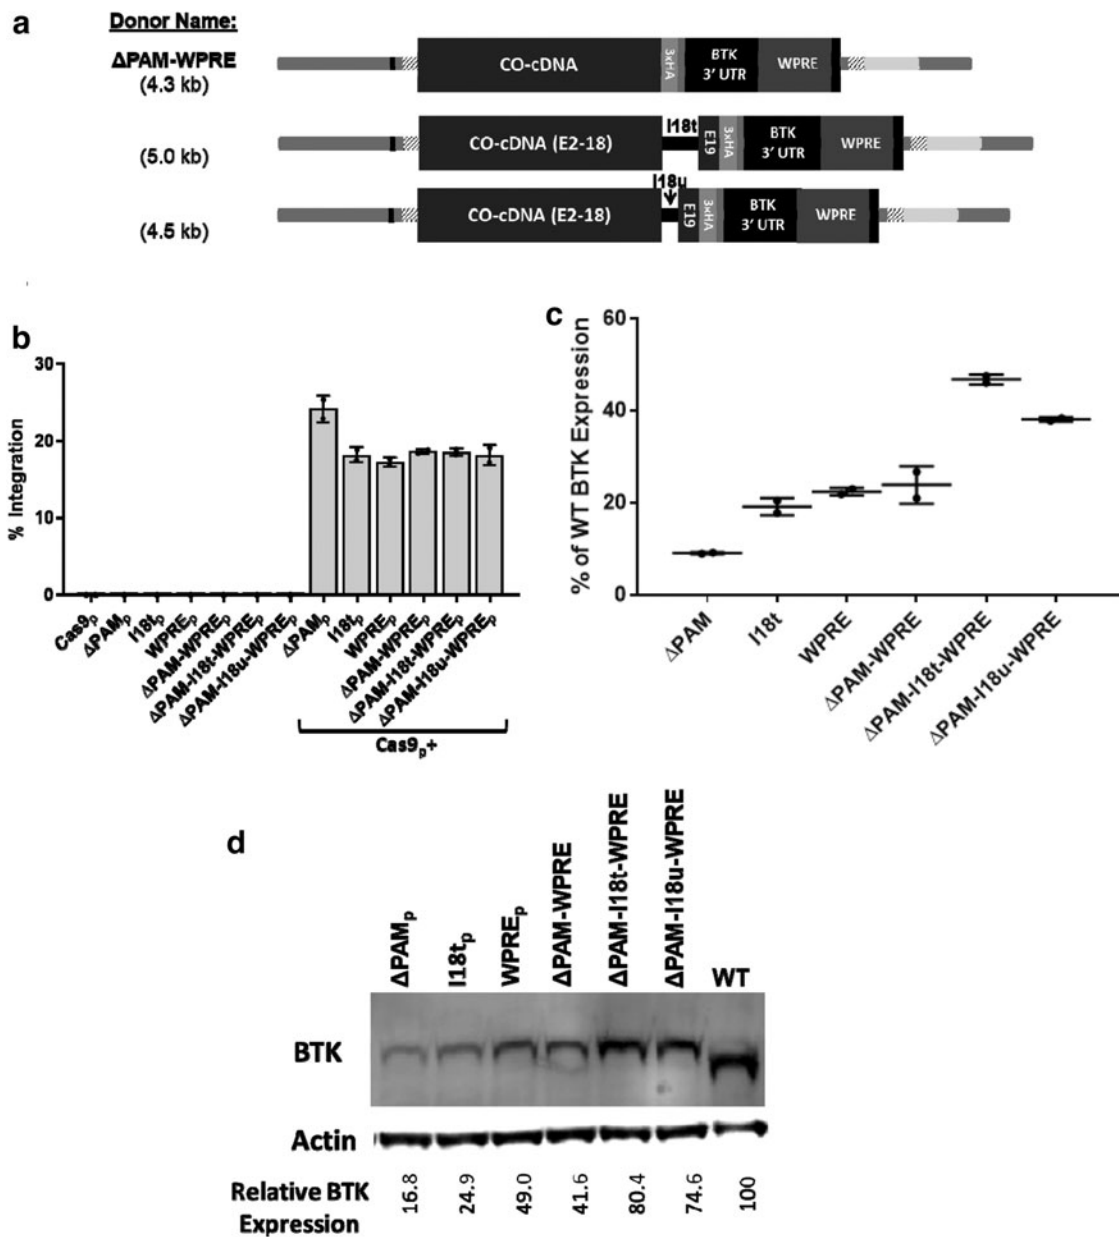 a
Donor Name:
ΔPAM-WPRE
(4.3 kb)
CO-cDNA
3xHA
BTK
3′ UTR
WPRE
(5.0 kb)
CO-cDNA (E2-18)
I18t
E19
3xHA
BTK
3′ UTR
WPRE
(4.5 kb)
CO-cDNA (E2-18)
I18u
E19
3xHA
BTK
3′ UTR
WPRE
b
% Integration
30
20
10
0
Cas9p
ΔPAMp
I18tp
WPREp
ΔPAM-WPREp
ΔPAM-I18t-WPREp
ΔPAM-I18u-WPREp
ΔPAMp
I18tp
WPREp
ΔPAM-WPREp
ΔPAM-I18t-WPREp
ΔPAM-I18u-WPREp
Cas9p+
c
% of WT BTK Expression
60
40
20
0
ΔPAM
I18t
WPRE
ΔPAM-WPRE
ΔPAM-I18t-WPRE
ΔPAM-I18u-WPRE
d
ΔPAMp
I18tp
WPREp
ΔPAM-WPRE
ΔPAM-I18t-WPRE
ΔPAM-I18u-WPRE
WT
BTK
Actin
Relative BTK
Expression
16.8
24.9
49.0
41.6
80.4
74.6
100